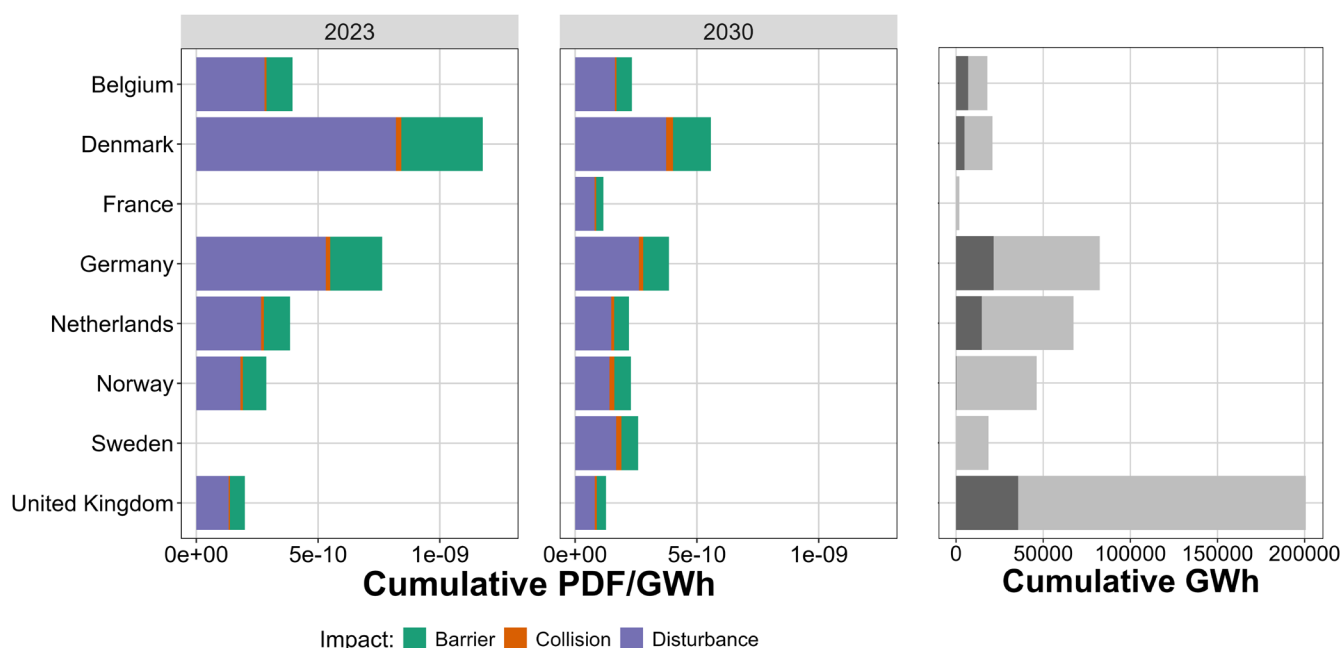 2023 2030
Belgium
Denmark
France
Germany
Netherlands
Norway
Sweden
United Kingdom
0e+00 5e-10 1e-09 0e+00 5e-10 1e-09 0 50000 100000 150000 200000
Cumulative PDF/GWh Cumulative GWh
Impact: Barrier Collision Disturbance